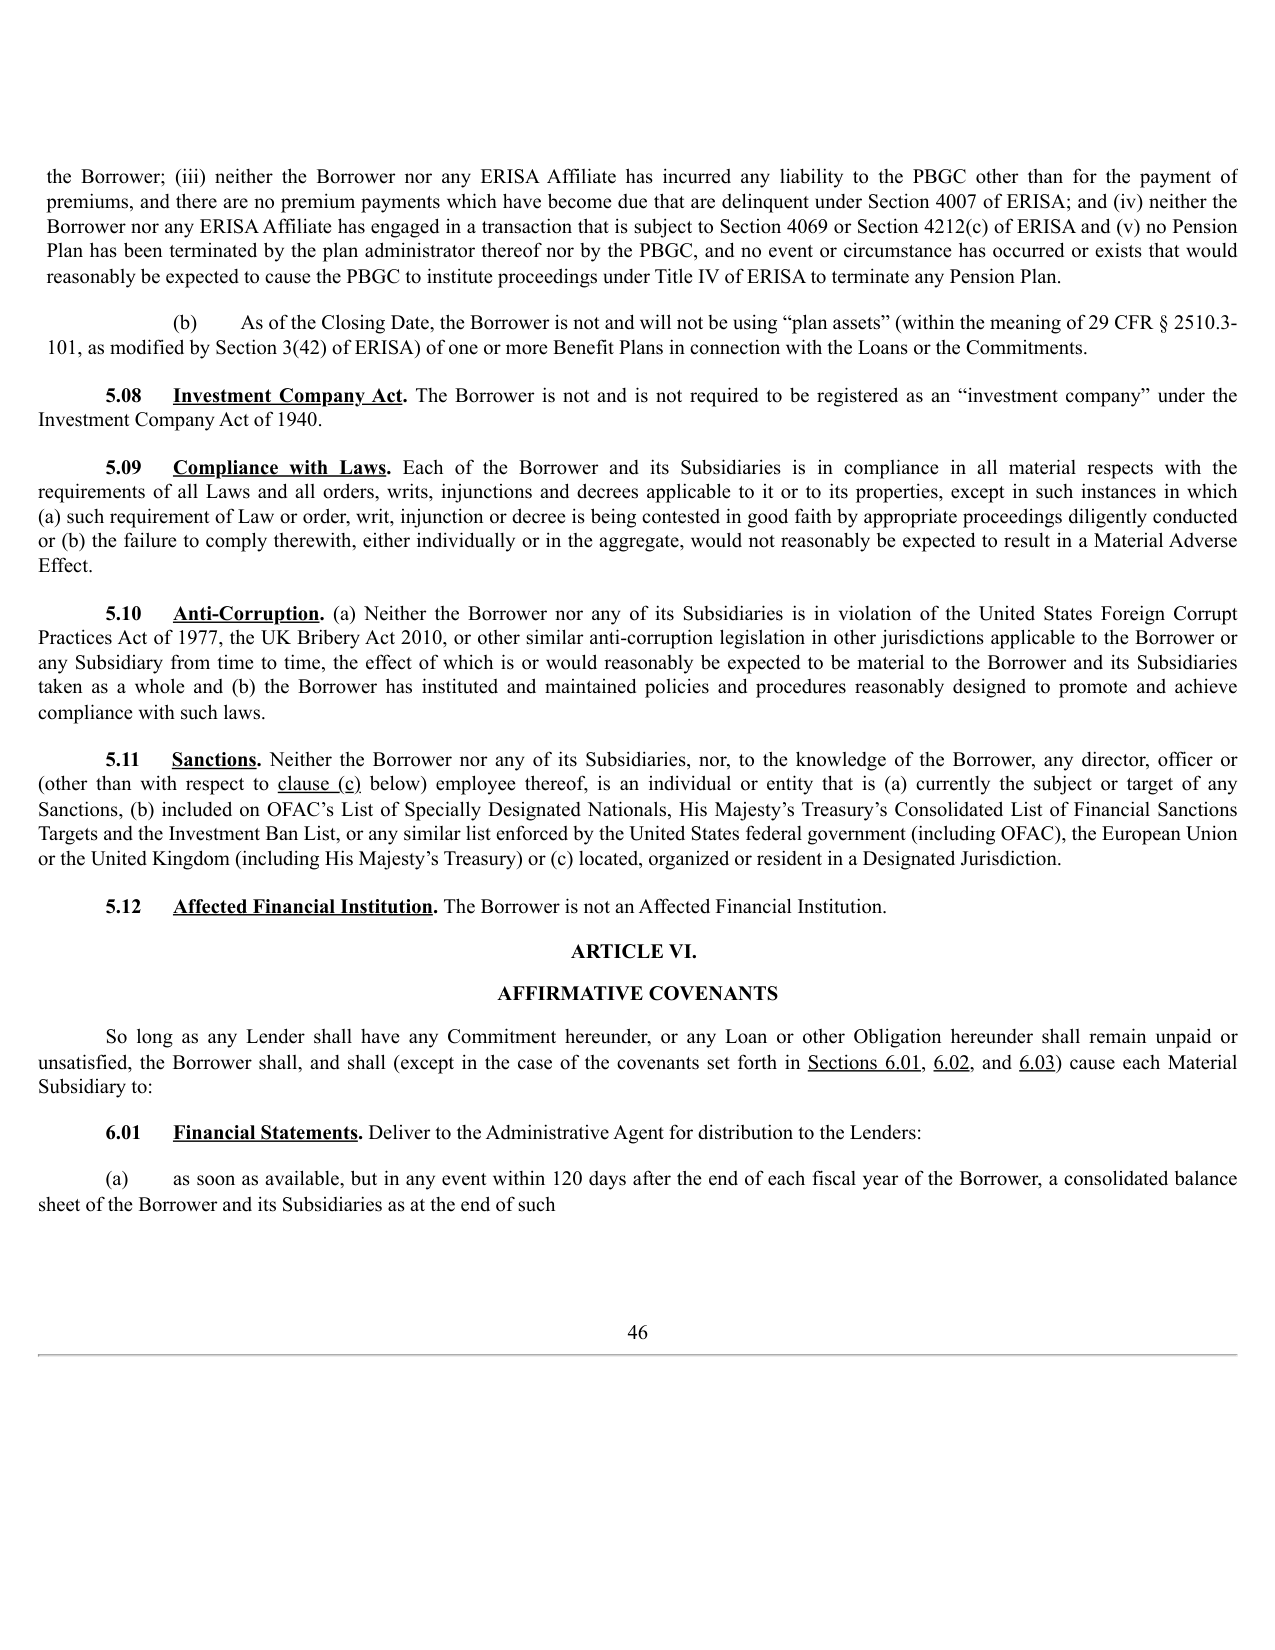 the Borrower; (iii) neither the Borrower nor any ERISA Affiliate has incurred any liability to the PBGC other than for the payment of
premiums, and there are no premium payments which have become due that are delinquent under Section 4007 of ERISA; and (iv) neither the
Borrower nor any ERISA Affiliate has engaged in a transaction that is subject to Section 4069 or Section 4212(c) of ERISA and (v) no Pension
Plan has been terminated by the plan administrator thereof nor by the PBGC, and no event or circumstance has occurred or exists that would
reasonably be expected to cause the PBGC to institute proceedings under Title IV of ERISA to terminate any Pension Plan.
(b) As of the Closing Date, the Borrower is not and will not be using “plan assets” (within the meaning of 29 CFR § 2510.3-
101, as modified by Section 3(42) of ERISA) of one or more Benefit Plans in connection with the Loans or the Commitments.
5.08 Investment Company Act. The Borrower is not and is not required to be registered as an “investment company” under the
Investment Company Act of 1940.
5.09 Compliance with Laws. Each of the Borrower and its Subsidiaries is in compliance in all material respects with the
requirements of all Laws and all orders, writs, injunctions and decrees applicable to it or to its properties, except in such instances in which
(a) such requirement of Law or order, writ, injunction or decree is being contested in good faith by appropriate proceedings diligently conducted
or (b) the failure to comply therewith, either individually or in the aggregate, would not reasonably be expected to result in a Material Adverse
Effect.
5.10 Anti-Corruption. (a) Neither the Borrower nor any of its Subsidiaries is in violation of the United States Foreign Corrupt
Practices Act of 1977, the UK Bribery Act 2010, or other similar anti-corruption legislation in other jurisdictions applicable to the Borrower or
any Subsidiary from time to time, the effect of which is or would reasonably be expected to be material to the Borrower and its Subsidiaries
taken as a whole and (b) the Borrower has instituted and maintained policies and procedures reasonably designed to promote and achieve
compliance with such laws.
5.11 Sanctions. Neither the Borrower nor any of its Subsidiaries, nor, to the knowledge of the Borrower, any director, officer or
(other than with respect to clause (c) below) employee thereof, is an individual or entity that is (a) currently the subject or target of any
Sanctions, (b) included on OFAC’s List of Specially Designated Nationals, His Majesty’s Treasury’s Consolidated List of Financial Sanctions
Targets and the Investment Ban List, or any similar list enforced by the United States federal government (including OFAC), the European Union
or the United Kingdom (including His Majesty’s Treasury) or (c) located, organized or resident in a Designated Jurisdiction.
5.12 Affected Financial Institution. The Borrower is not an Affected Financial Institution.
ARTICLE VI.
AFFIRMATIVE COVENANTS
So long as any Lender shall have any Commitment hereunder, or any Loan or other Obligation hereunder shall remain unpaid or
unsatisfied, the Borrower shall, and shall (except in the case of the covenants set forth in Sections 6.01, 6.02, and 6.03) cause each Material
Subsidiary to:
6.01 Financial Statements. Deliver to the Administrative Agent for distribution to the Lenders:
(a) as soon as available, but in any event within 120 days after the end of each fiscal year of the Borrower, a consolidated balance
sheet of the Borrower and its Subsidiaries as at the end of such
46